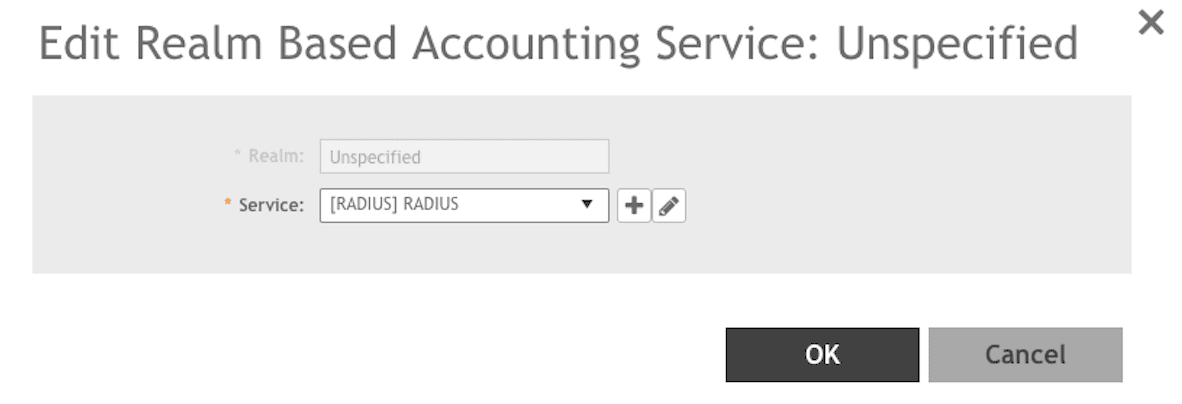 Edit Realm Based Accounting Service: Unspecified
* Realm: Unspecified
* Service: [RADIUS] RADIUS
OK Cancel